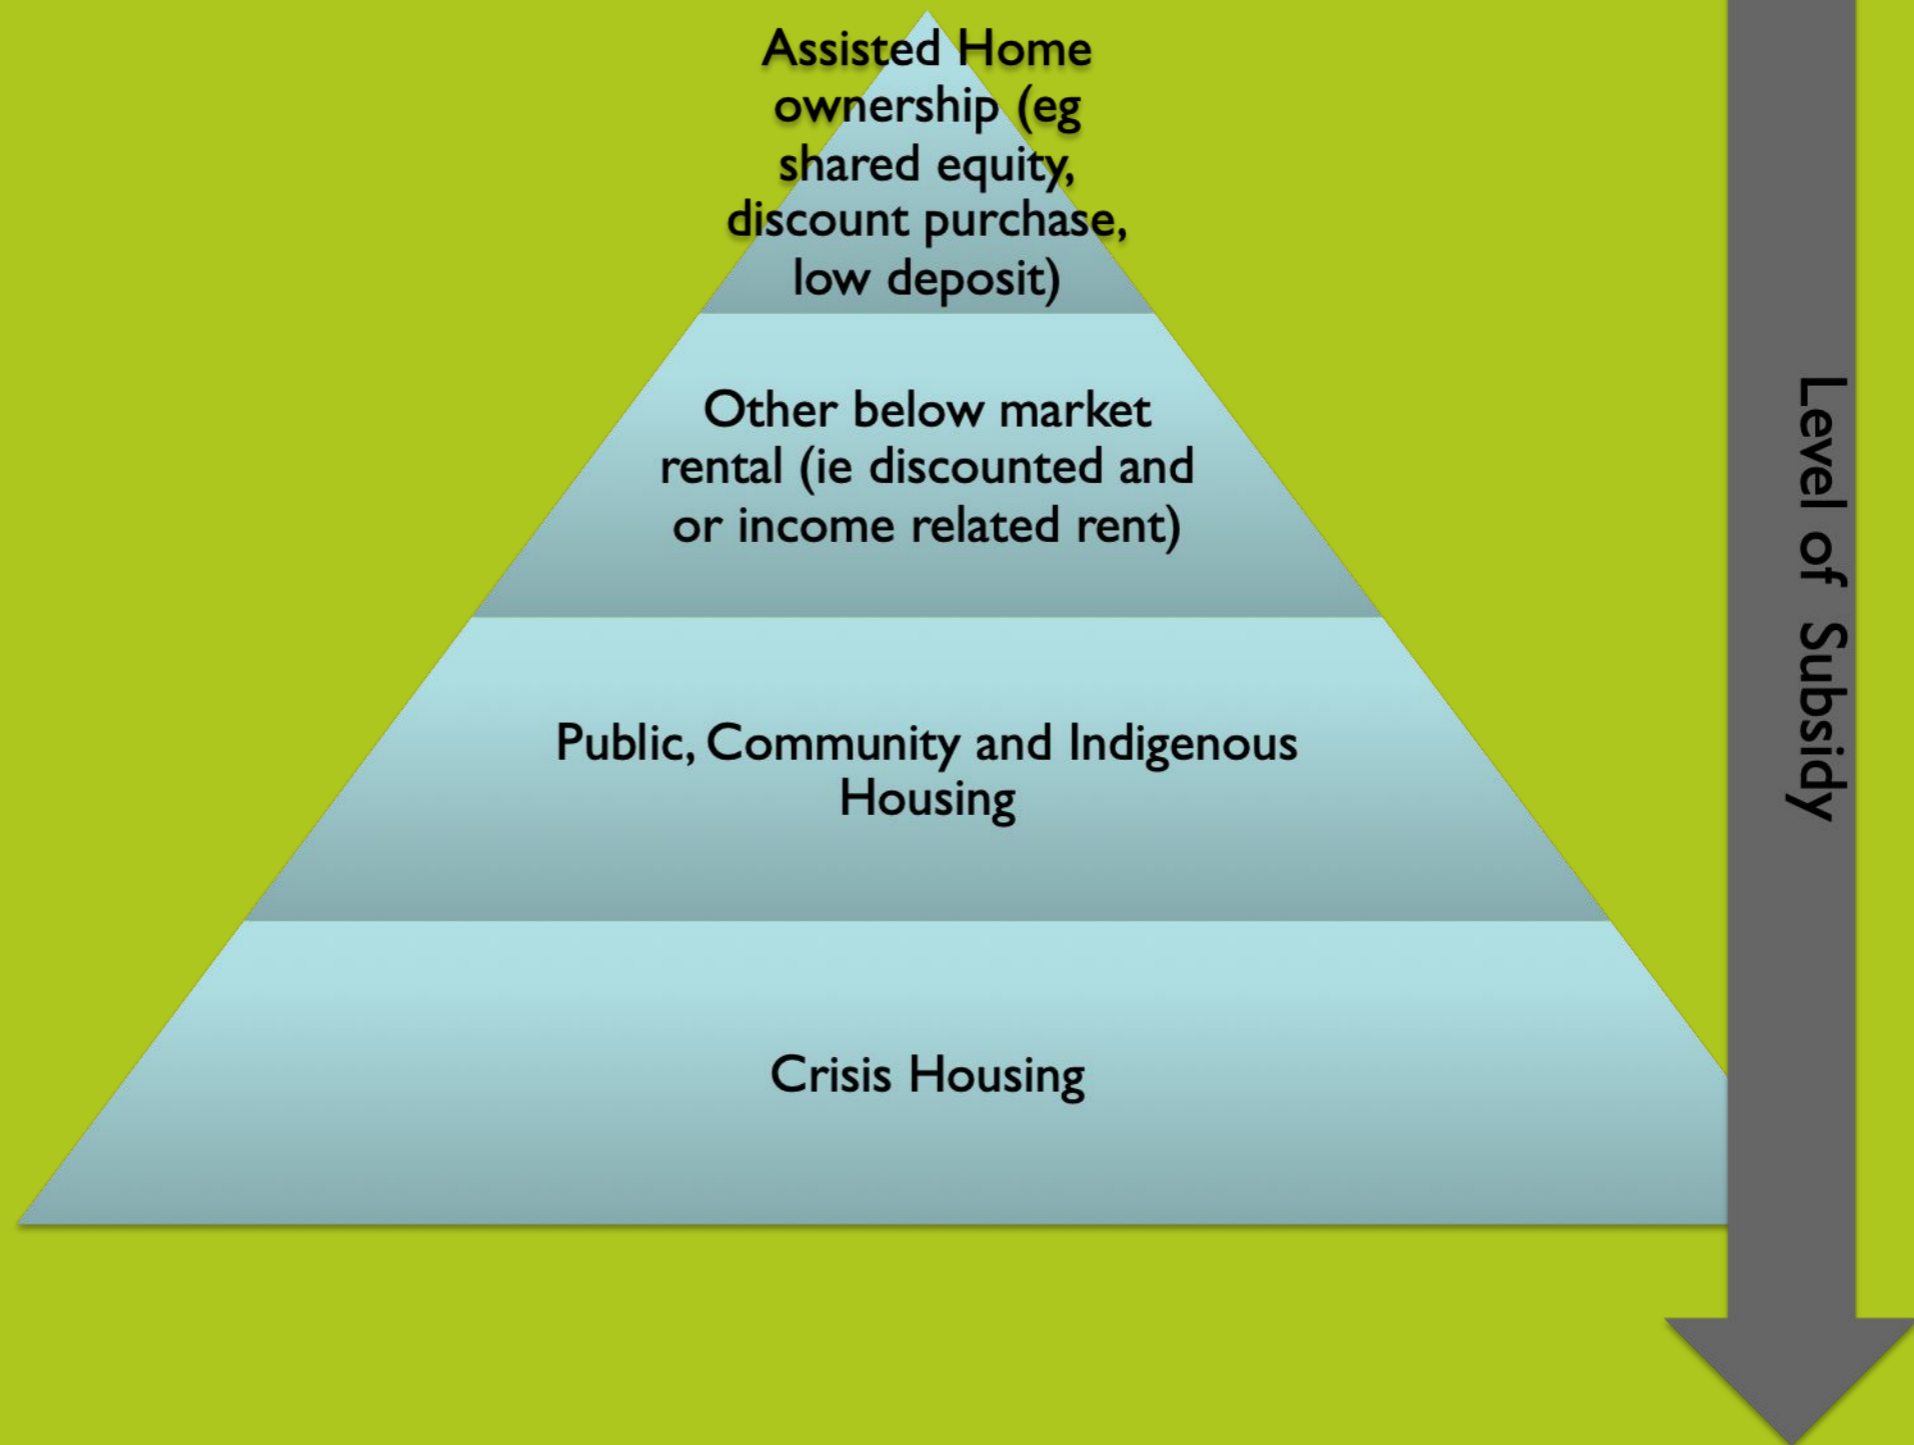 Assisted Home
ownership (eg
shared equity,
discount purchase,
low deposit)
Other below market
rental (ie discounted and
or income related rent)
Public, Community and Indigenous
Housing
Crisis Housing
Level of Subsidy